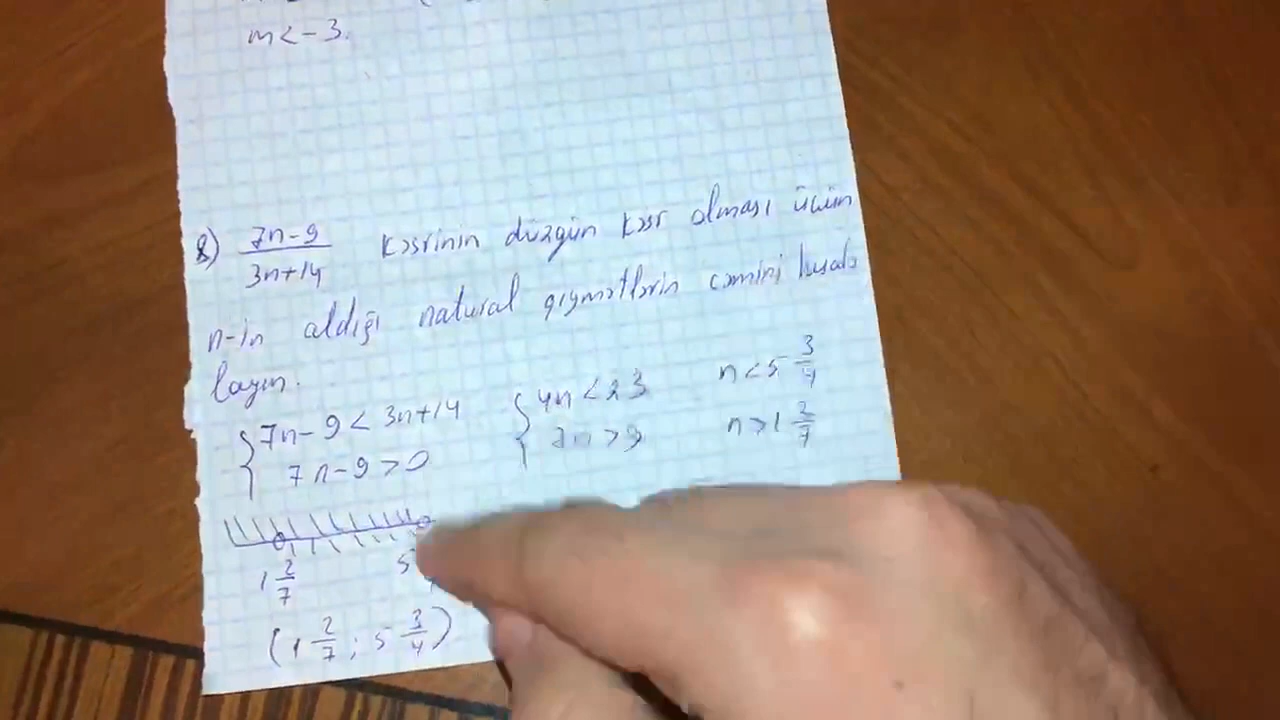 m < -3.
8) (7n-9)/(3n+14) kəsrinin düzgün kəsr olması üçün
n-in aldığı natural qiymətlərin cəmini hesab
layın.
{ 7n-9 < 3n+14 { 4n < 23 n < 5 3/4
7n-9 > 0 7n > 9 n > 1 2/7
1 2/7 5
(1 2/7 ; 5 3/4)